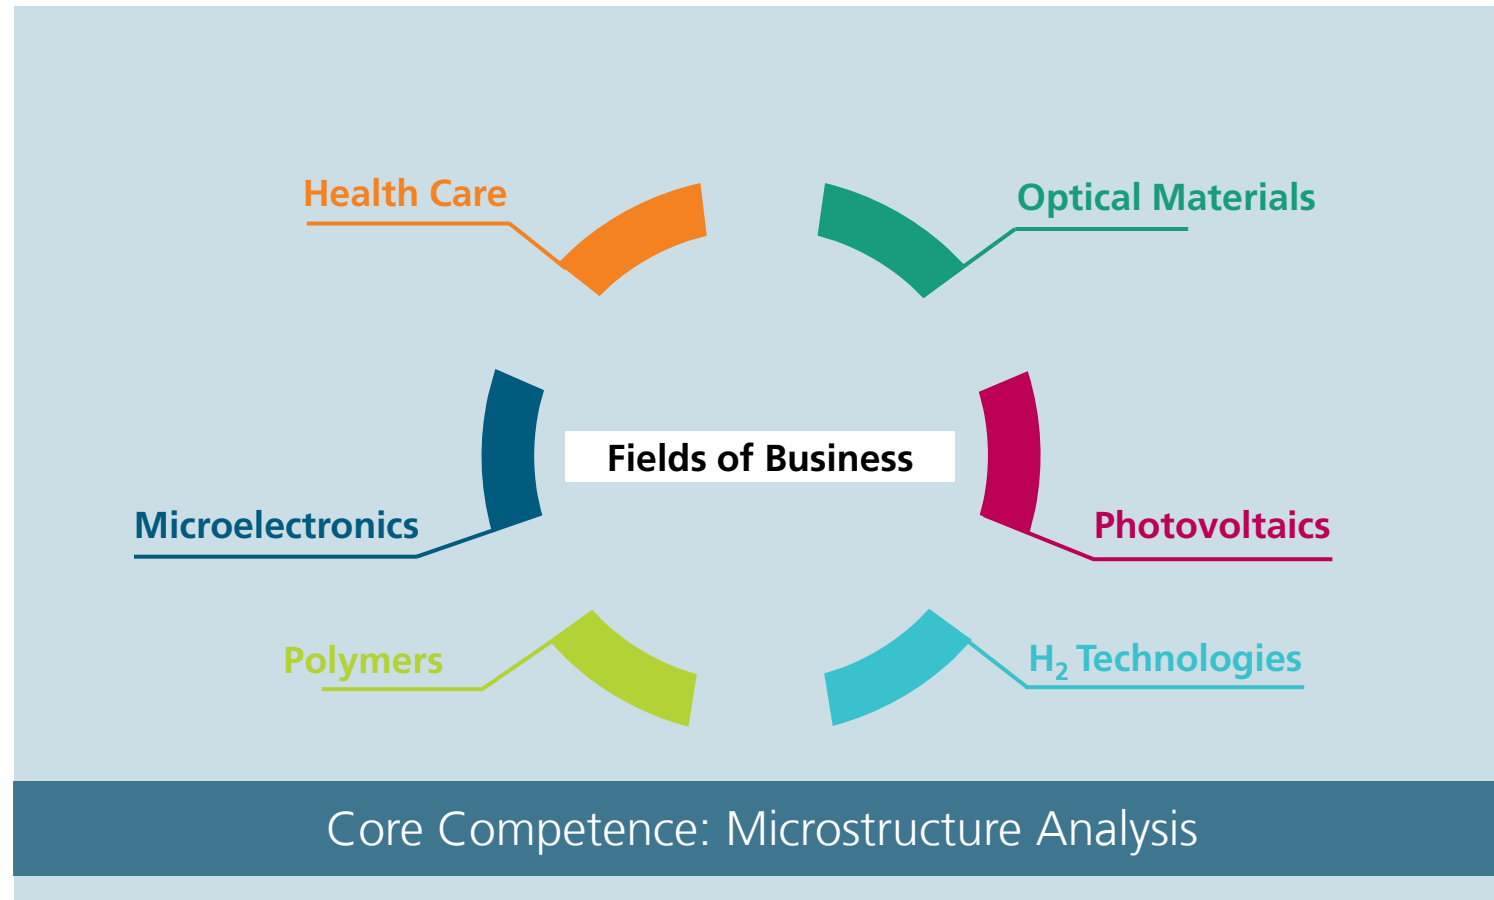 Health Care
Optical Materials
Fields of Business
Microelectronics
Photovoltaics
Polymers
H₂ Technologies
Core Competence: Microstructure Analysis